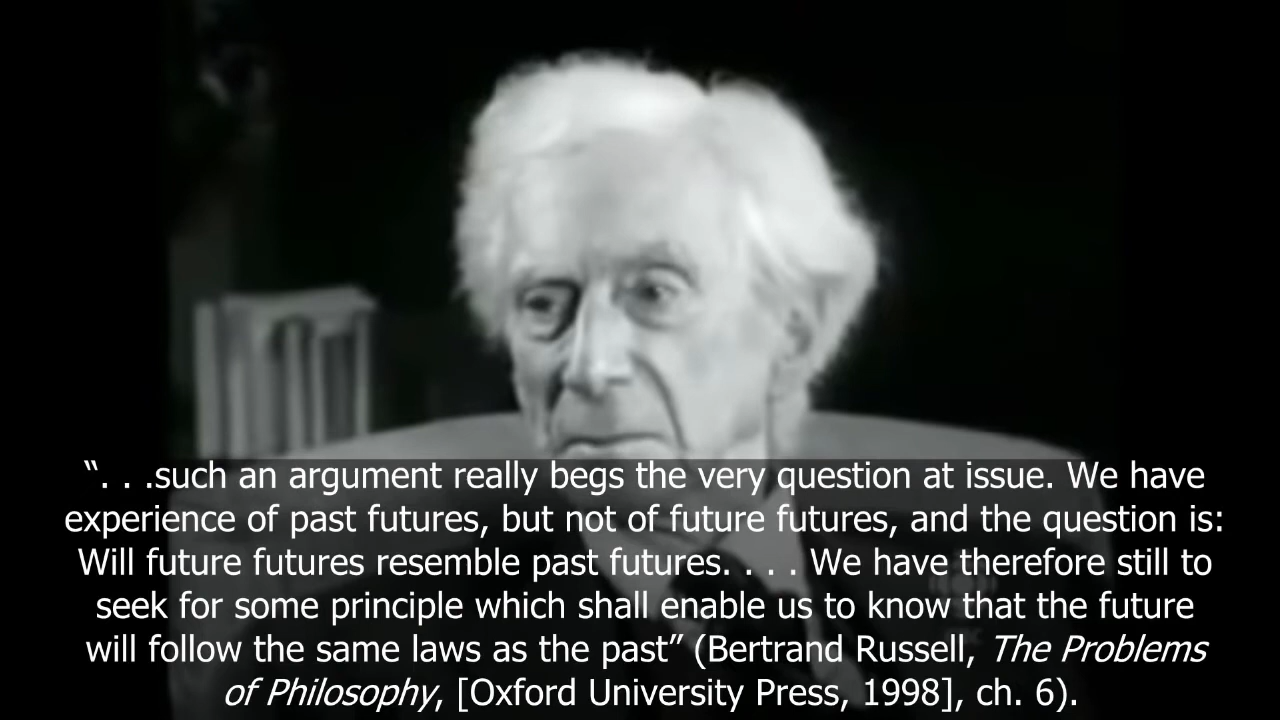 “. . .such an argument really begs the very question at issue. We have
experience of past futures, but not of future futures, and the question is:
Will future futures resemble past futures. . . . We have therefore still to
seek for some principle which shall enable us to know that the future
will follow the same laws as the past” (Bertrand Russell, The Problems
of Philosophy, [Oxford University Press, 1998], ch. 6).